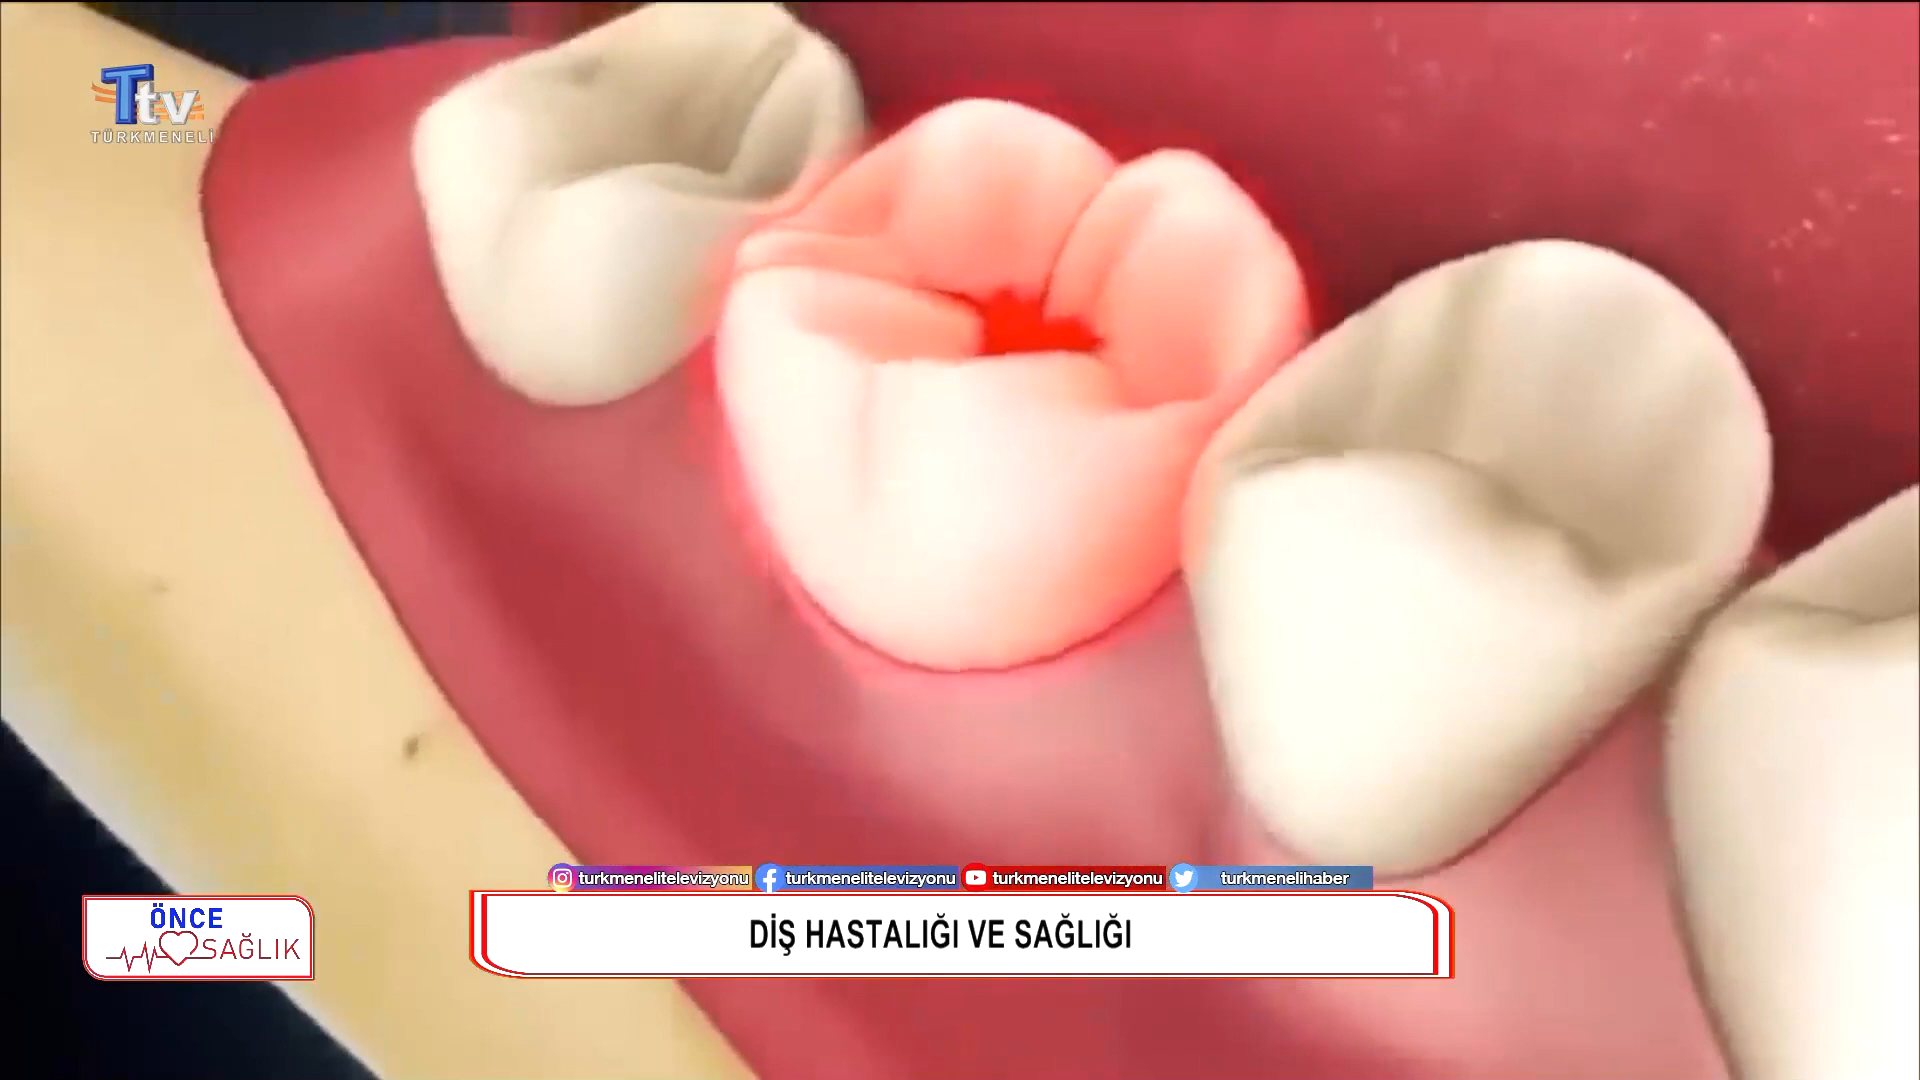 Ttv
TÜRKMENELİ
turkmenelitelevizyonu turkmenelitelevizyonu turkmenelitelevizyonu turkmenelihaber
ÖNCE
SAĞLIK
DİŞ HASTALIĞI VE SAĞLIĞI